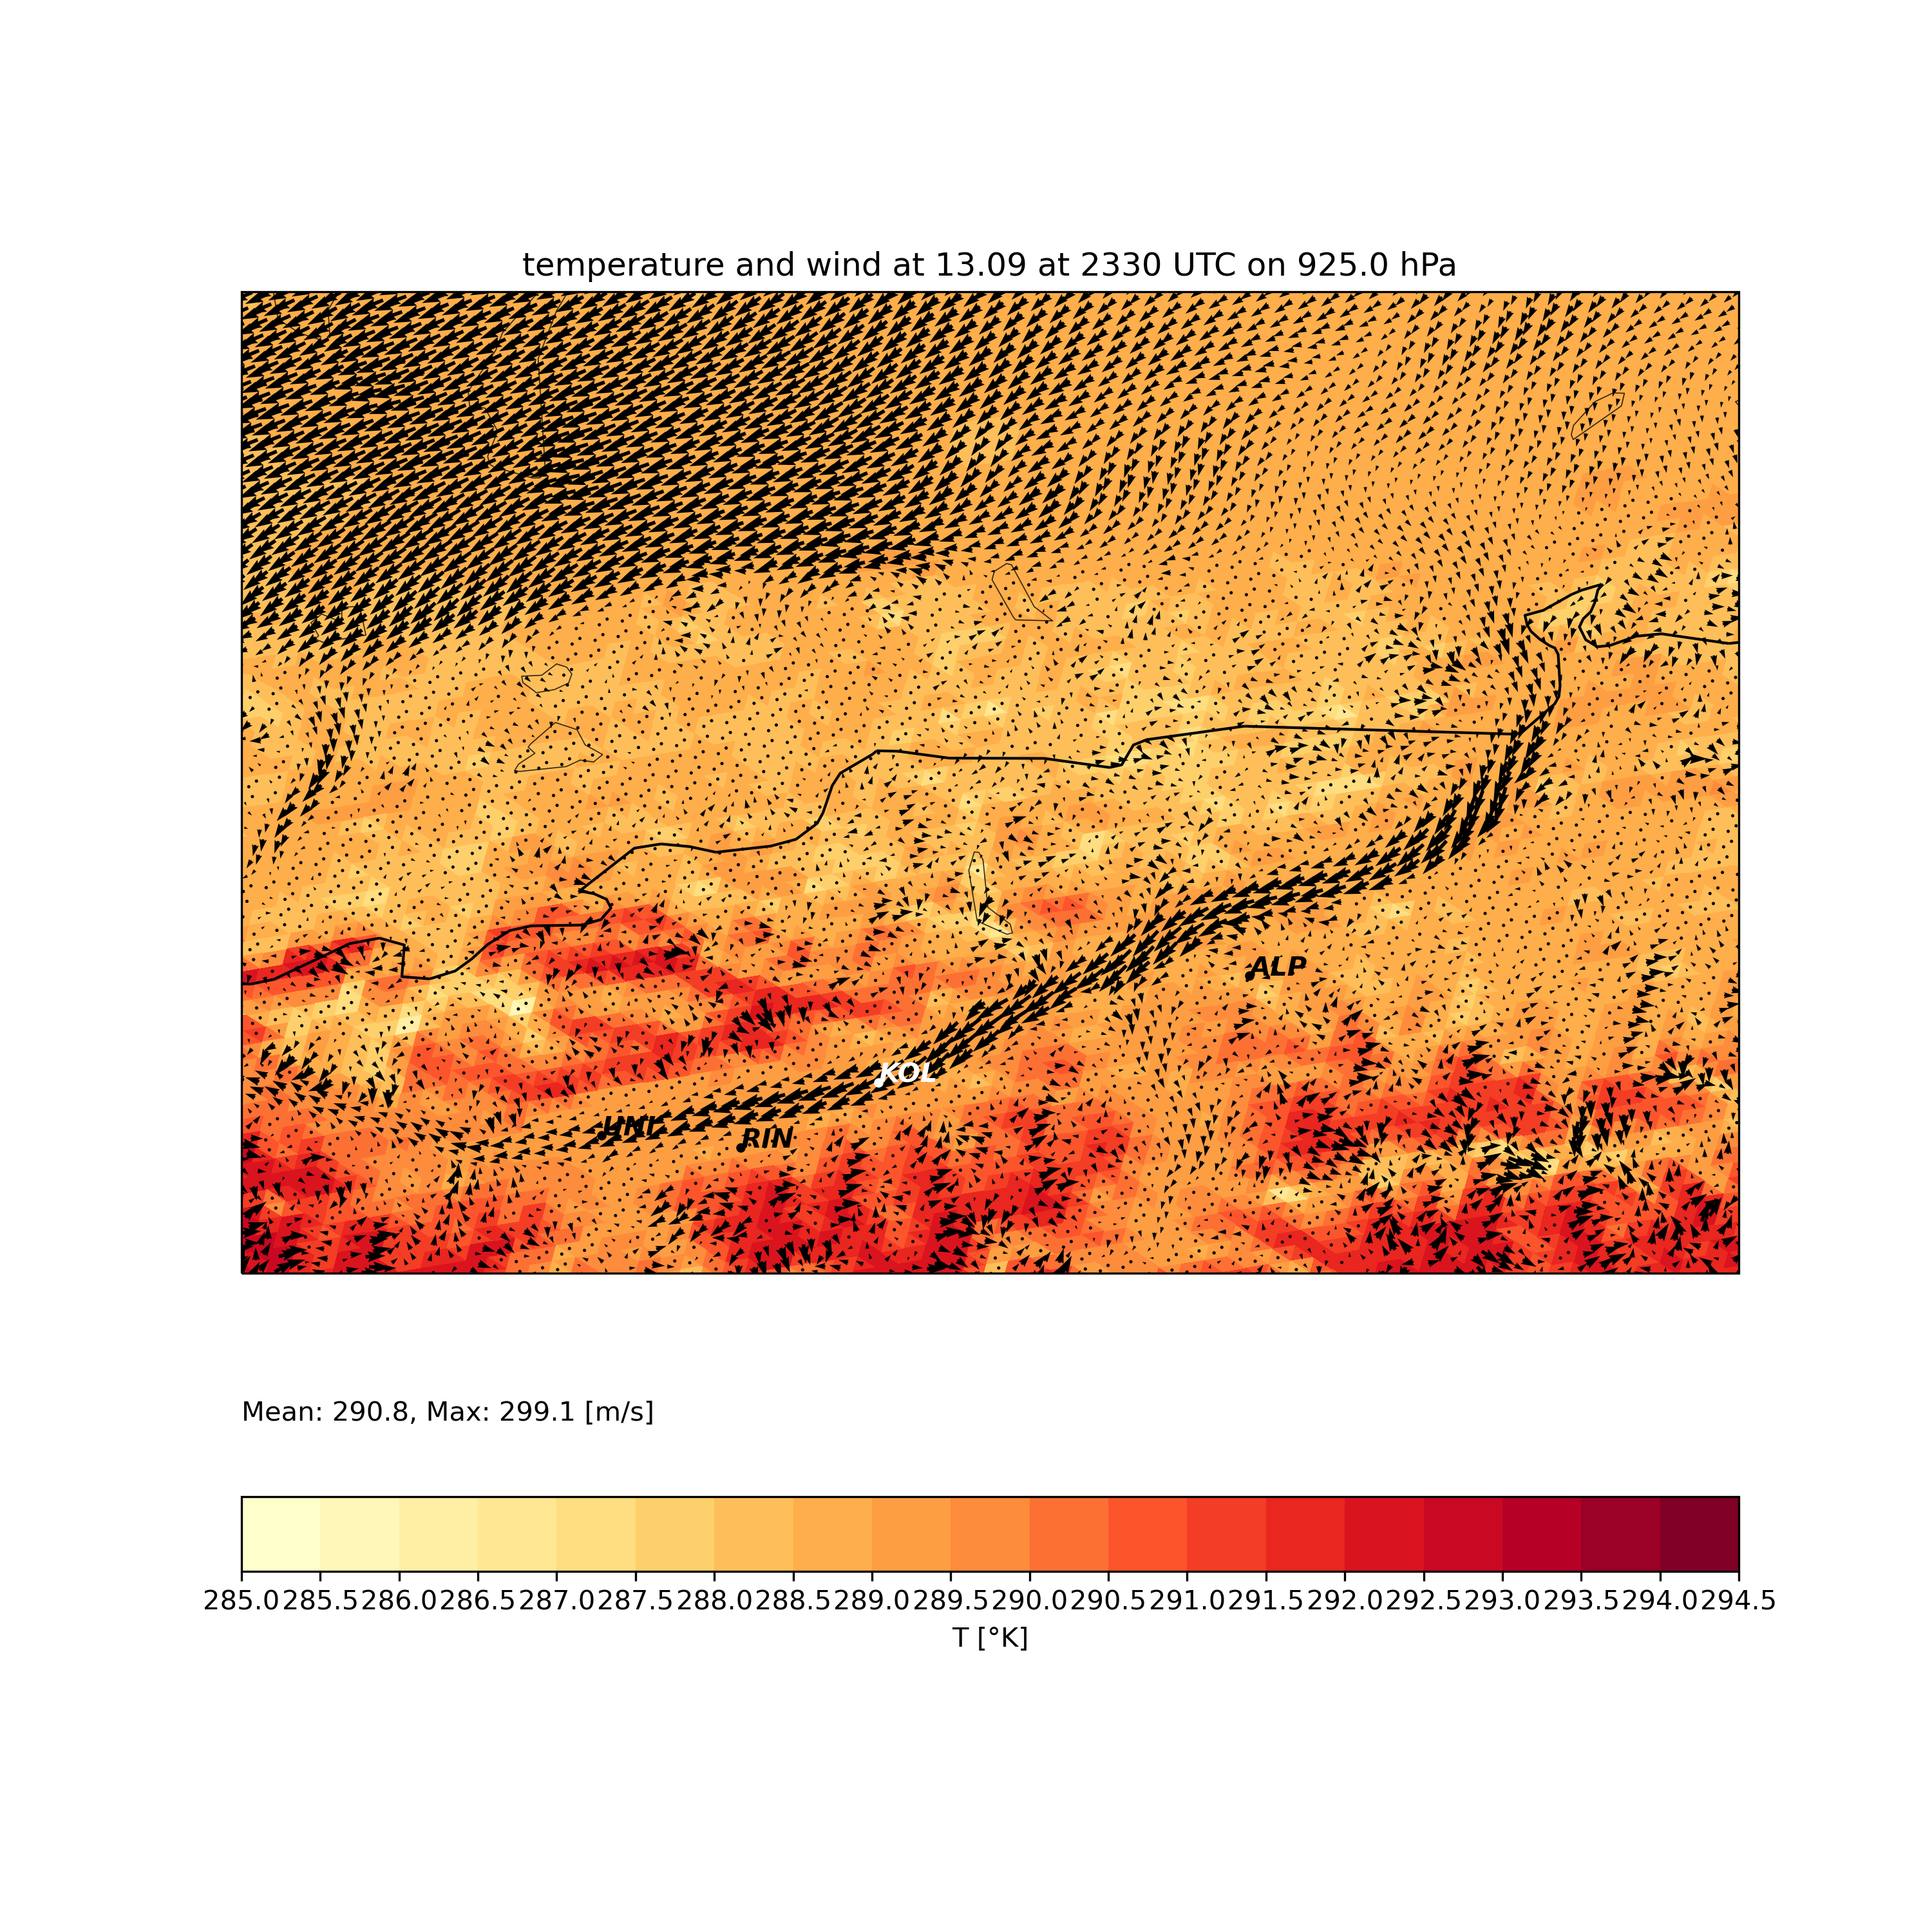 temperature and wind at 13.09 at 2330 UTC on 925.0 hPa
ALP
KOL
UNI
RIN
Mean: 290.8, Max: 299.1 [m/s]
285.0 285.5 286.0 286.5 287.0 287.5 288.0 288.5 289.0 289.5 290.0 290.5 291.0 291.5 292.0 292.5 293.0 293.5 294.0 294.5
T [°K]